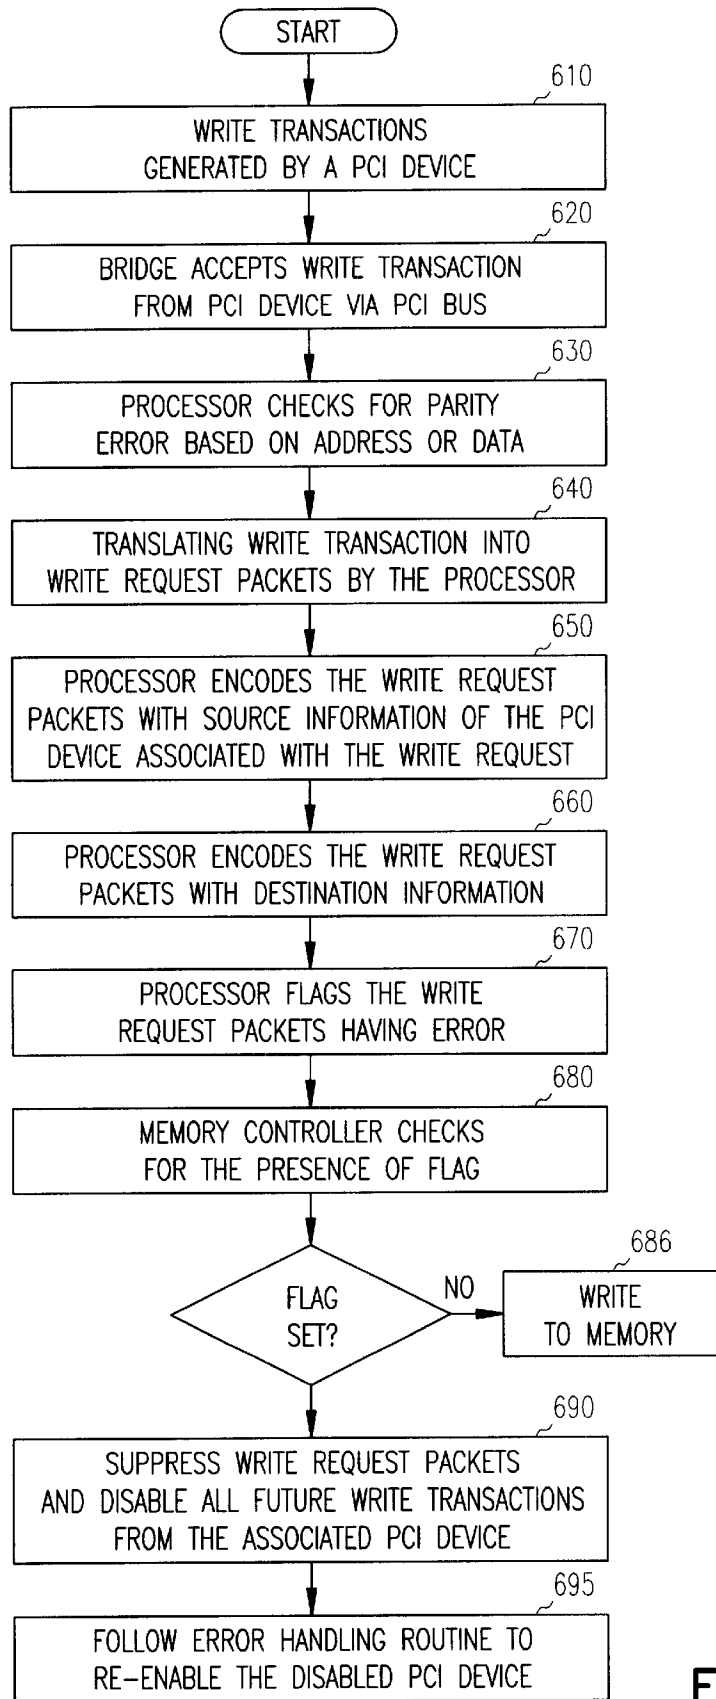 START
610
WRITE TRANSACTIONS
GENERATED BY A PCI DEVICE
620
BRIDGE ACCEPTS WRITE TRANSACTION
FROM PCI DEVICE VIA PCI BUS
630
PROCESSOR CHECKS FOR PARITY
ERROR BASED ON ADDRESS OR DATA
640
TRANSLATING WRITE TRANSACTION INTO
WRITE REQUEST PACKETS BY THE PROCESSOR
650
PROCESSOR ENCODES THE WRITE REQUEST
PACKETS WITH SOURCE INFORMATION OF THE PCI
DEVICE ASSOCIATED WITH THE WRITE REQUEST
660
PROCESSOR ENCODES THE WRITE REQUEST
PACKETS WITH DESTINATION INFORMATION
670
PROCESSOR FLAGS THE WRITE
REQUEST PACKETS HAVING ERROR
680
MEMORY CONTROLLER CHECKS
FOR THE PRESENCE OF FLAG
FLAG
SET?
NO
686
WRITE
TO MEMORY
690
SUPPRESS WRITE REQUEST PACKETS
AND DISABLE ALL FUTURE WRITE TRANSACTIONS
FROM THE ASSOCIATED PCI DEVICE
695
FOLLOW ERROR HANDLING ROUTINE TO
RE-ENABLE THE DISABLED PCI DEVICE